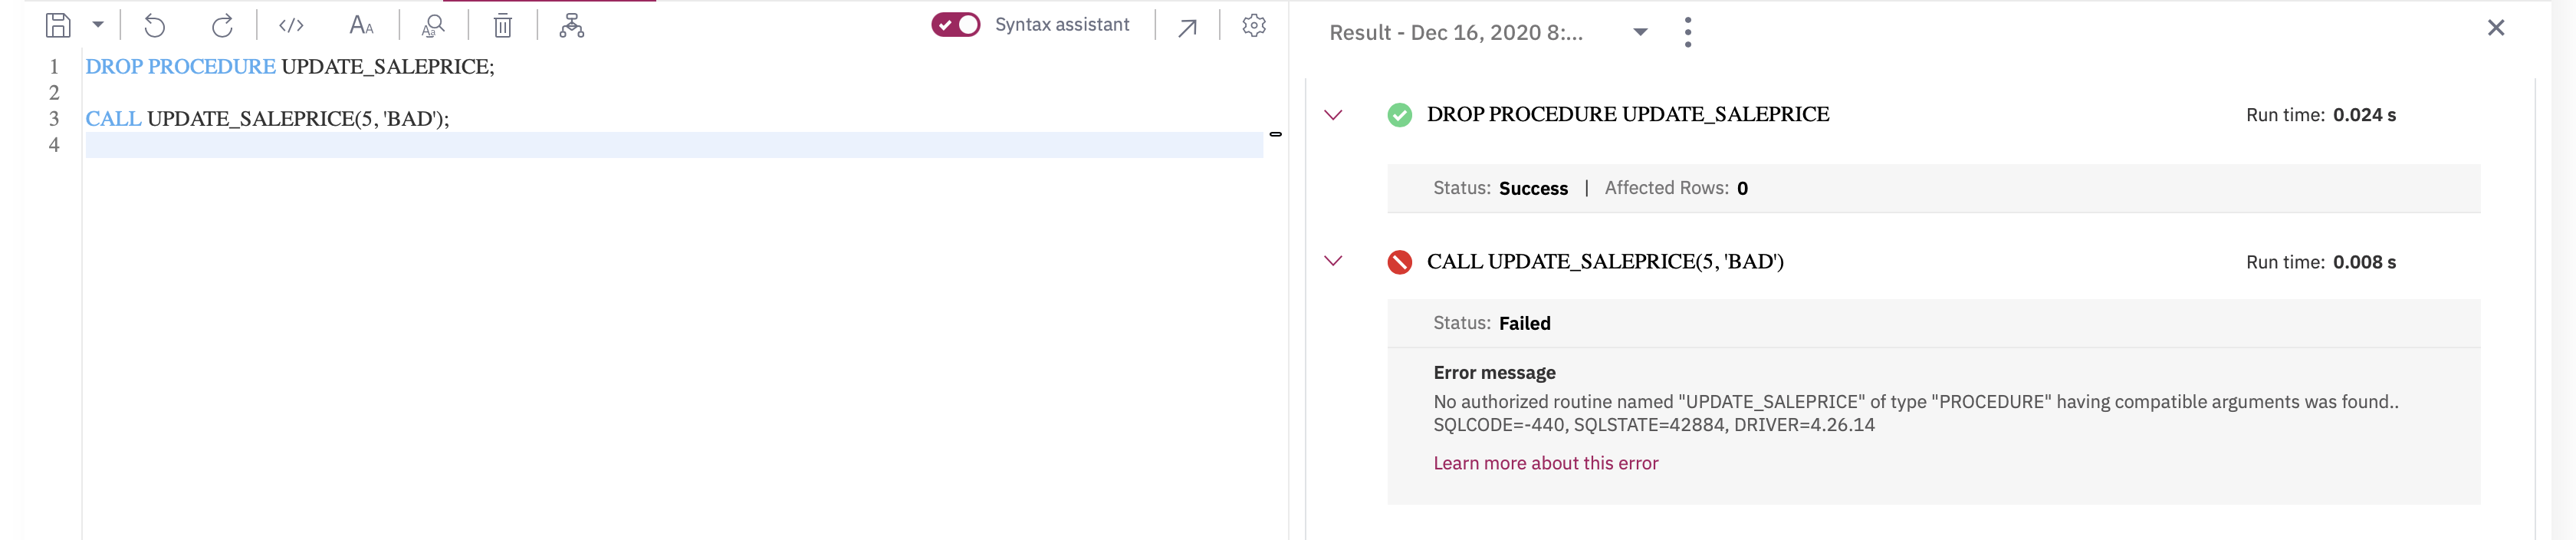 </>
AA
Syntax assistant
1 DROP PROCEDURE UPDATE_SALEPRICE;
2
3 CALL UPDATE_SALEPRICE(5, 'BAD');
4
Result - Dec 16, 2020 8:...
DROP PROCEDURE UPDATE_SALEPRICE Run time: 0.024 s
Status: Success | Affected Rows: 0
CALL UPDATE_SALEPRICE(5, 'BAD') Run time: 0.008 s
Status: Failed
Error message
No authorized routine named "UPDATE_SALEPRICE" of type "PROCEDURE" having compatible arguments was found..
SQLCODE=-440, SQLSTATE=42884, DRIVER=4.26.14
Learn more about this error